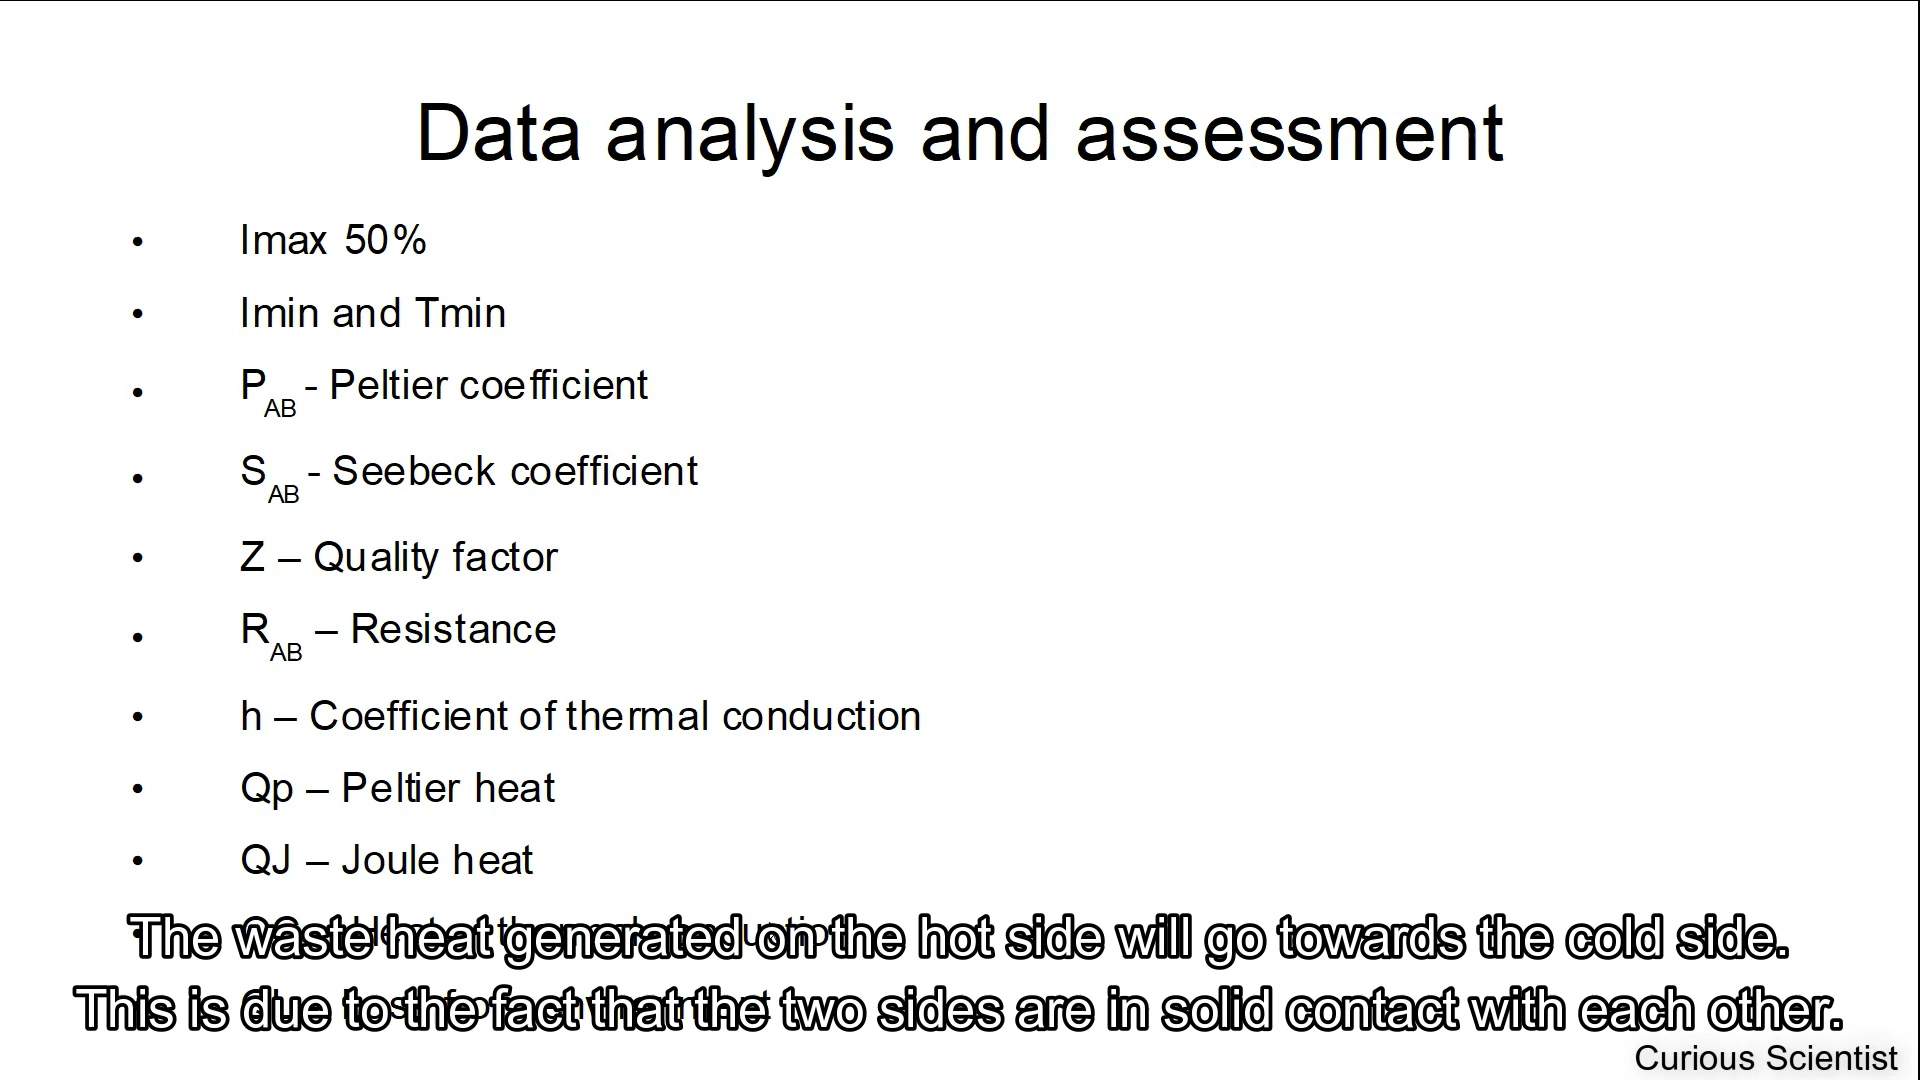 Data analysis and assessment
• Imax 50%
• Imin and Tmin
• PAB - Peltier coefficient
• SAB - Seebeck coefficient
• Z – Quality factor
• RAB – Resistance
• h – Coefficient of thermal conduction
• Qp – Peltier heat
• QJ – Joule heat
The waste heat generated on the hot side will go towards the cold side.
This is due to the fact that the two sides are in solid contact with each other.
Curious Scientist